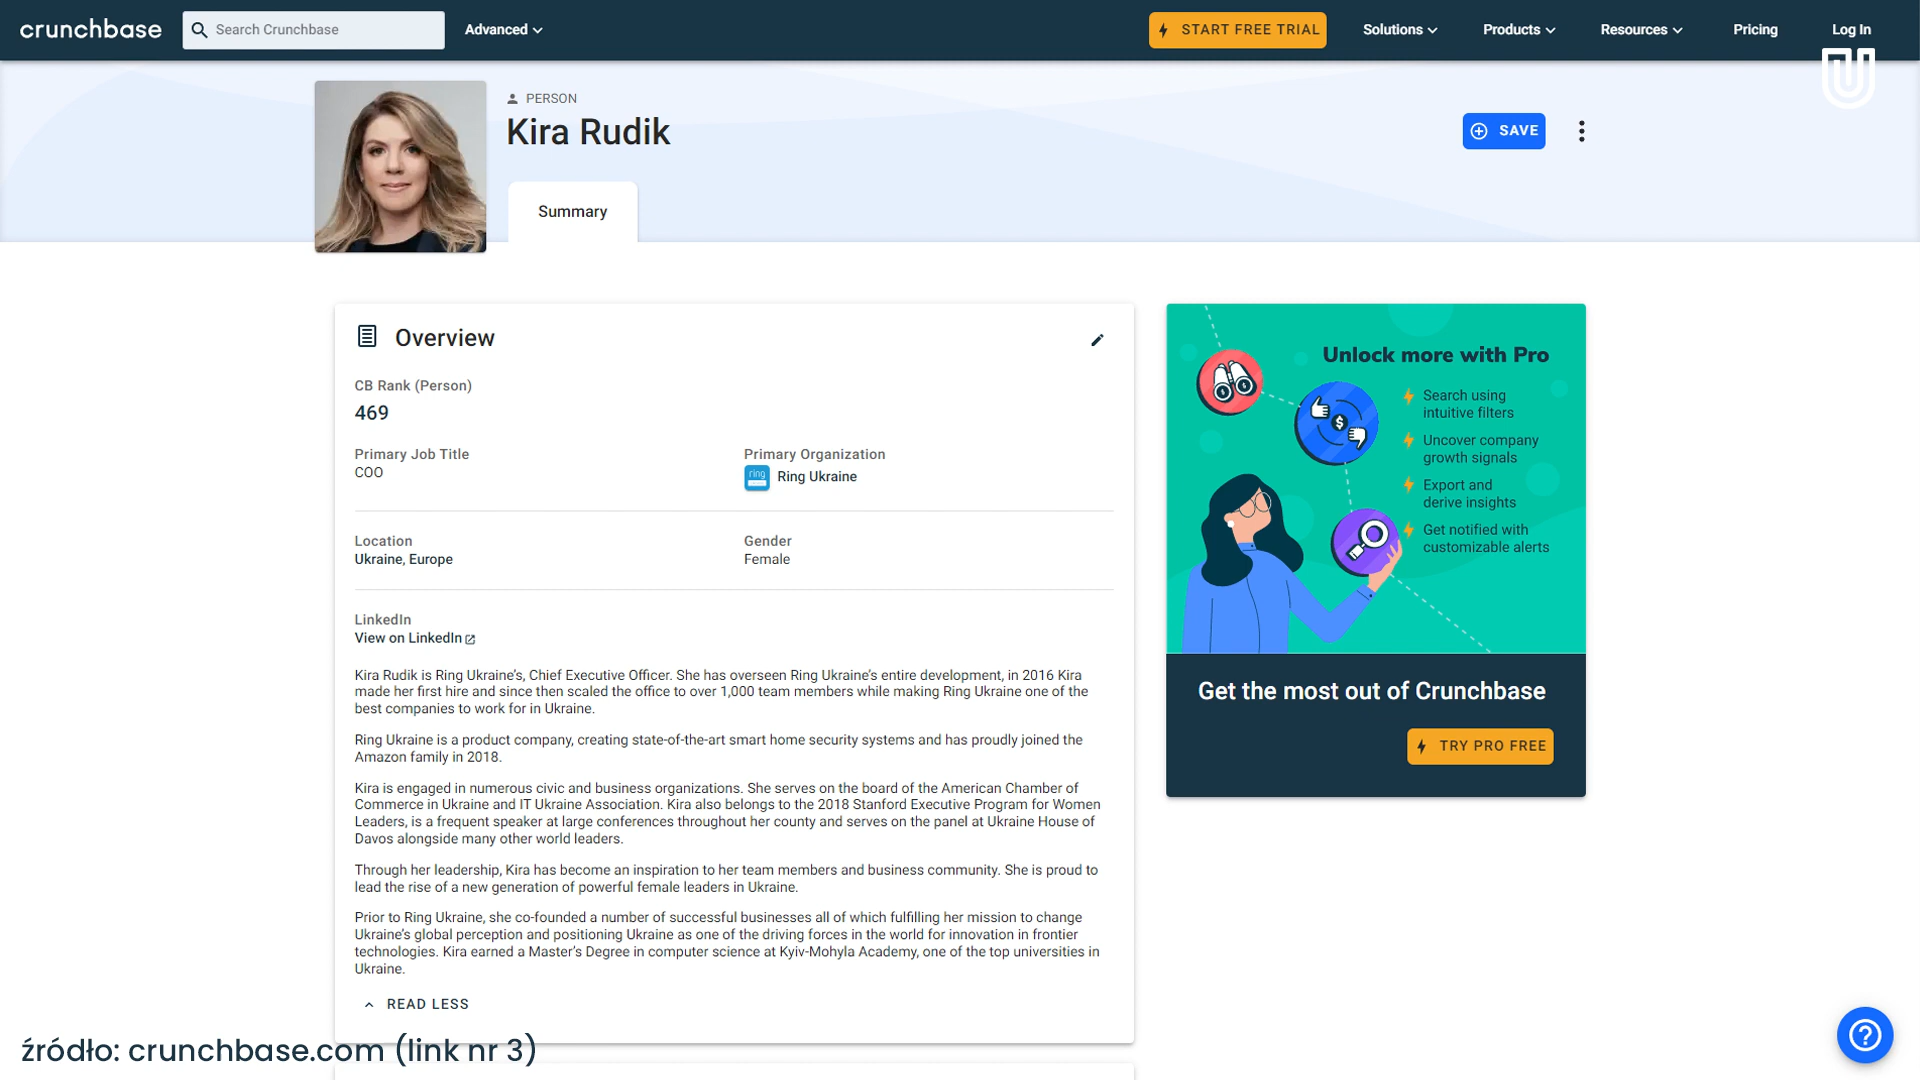 crunchbase
Search Crunchbase
Advanced
START FREE TRIAL
Solutions
Products
Resources
Pricing
Log In
PERSON
Kira Rudik
SAVE
Summary
Overview
CB Rank (Person)
469
Primary Job Title
COO
Primary Organization
ring
Ring Ukraine
Location
Ukraine, Europe
Gender
Female
LinkedIn
View on LinkedIn
Kira Rudik is Ring Ukraine's, Chief Executive Officer. She has overseen Ring Ukraine's entire development, in 2016 Kira
made her first hire and since then scaled the office to over 1,000 team members while making Ring Ukraine one of the
best companies to work for in Ukraine.
Ring Ukraine is a product company, creating state-of-the-art smart home security systems and has proudly joined the
Amazon family in 2018.
Kira is engaged in numerous civic and business organizations. She serves on the board of the American Chamber of
Commerce in Ukraine and IT Ukraine Association. Kira also belongs to the 2018 Stanford Executive Program for Women
Leaders, is a frequent speaker at large conferences throughout her county and serves on the panel at Ukraine House of
Davos alongside many other world leaders.
Through her leadership, Kira has become an inspiration to her team members and business community. She is proud to
lead the rise of a new generation of powerful female leaders in Ukraine.
Prior to Ring Ukraine, she co-founded a number of successful businesses all of which fulfilling her mission to change
Ukraine's global perception and positioning Ukraine as one of the driving forces in the world for innovation in frontier
technologies. Kira earned a Master's Degree in computer science at Kyiv-Mohyla Academy, one of the top universities in
Ukraine.
READ LESS
Unlock more with Pro
Search using
intuitive filters
Uncover company
growth signals
Export and
derive insights
Get notified with
customizable alerts
Get the most out of Crunchbase
TRY PRO FREE
źródło: crunchbase.com (link nr 3)